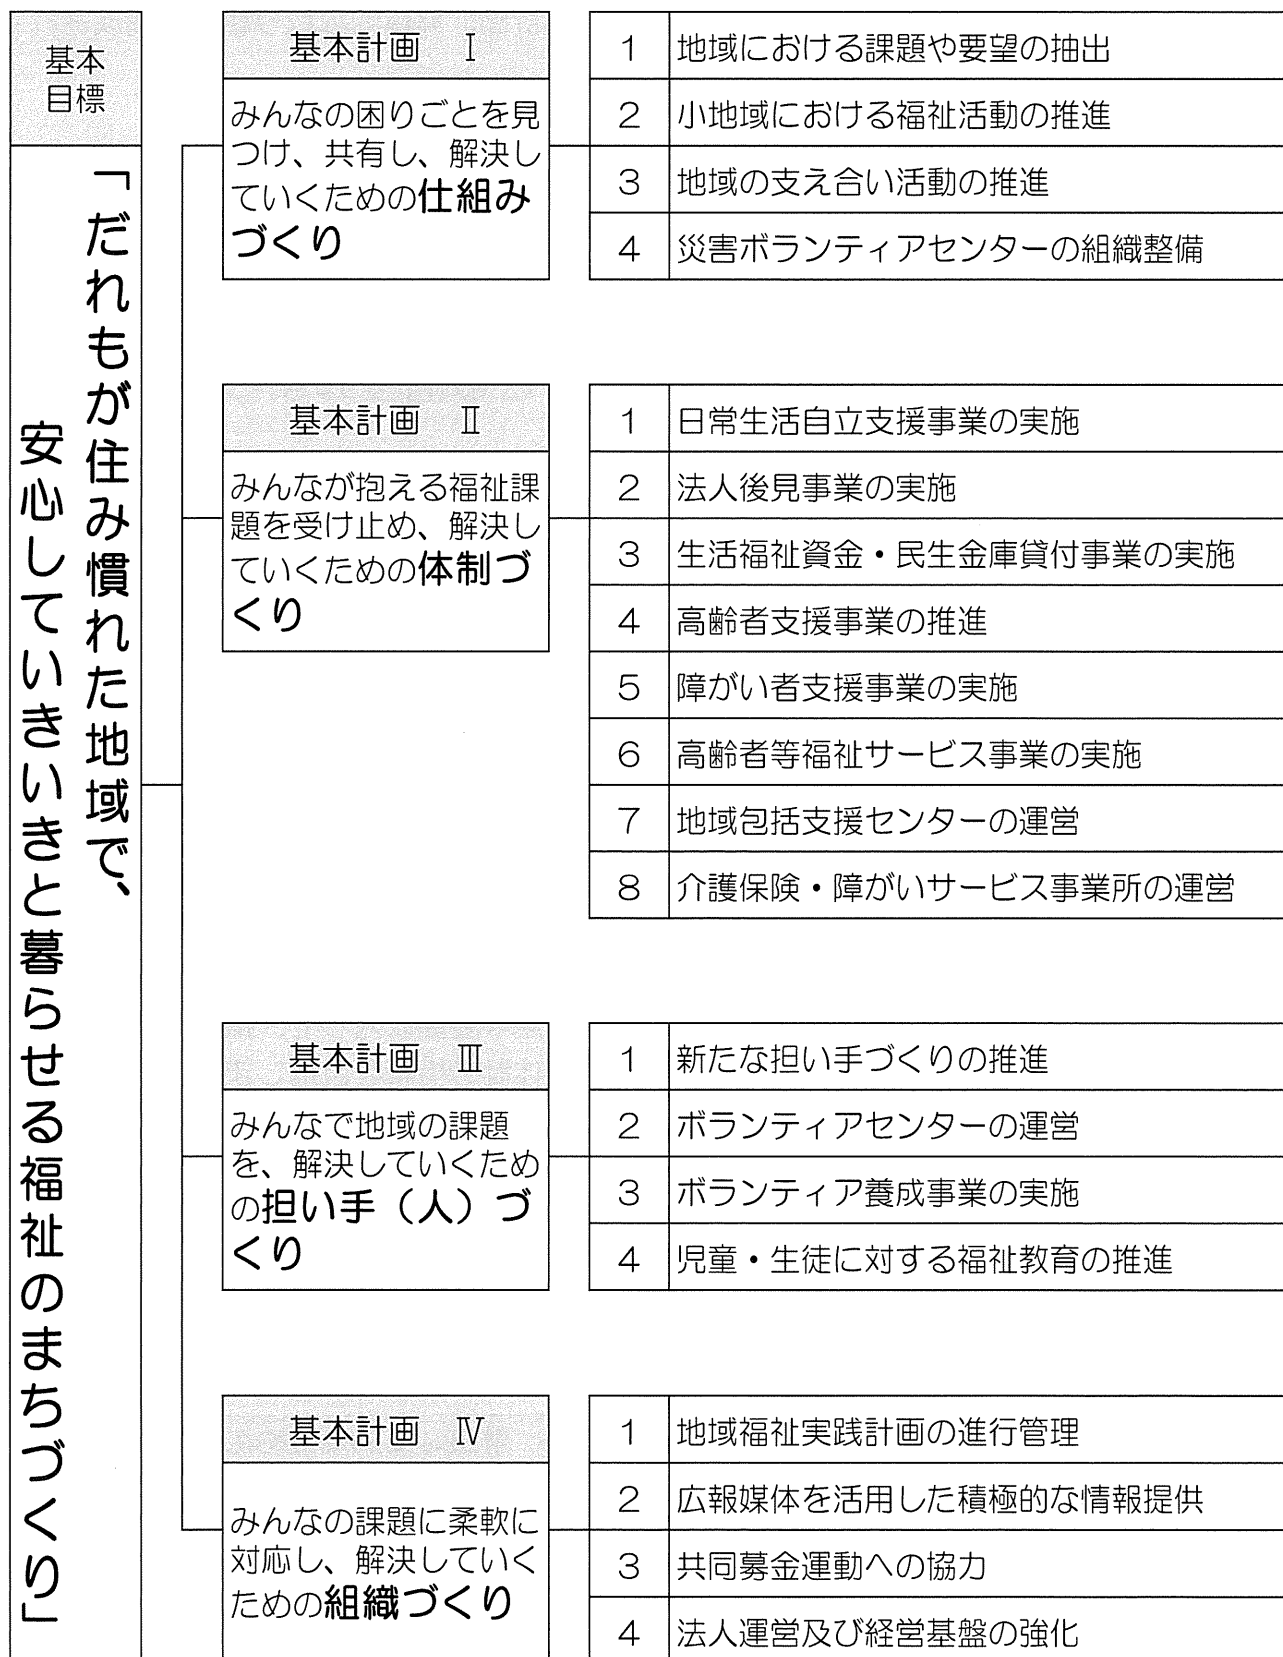 基本
目標
「だれもが住み慣れた地域で、
安心していきいきと暮らせる福祉のまちづくり」
基本計画　Ⅰ
みんなの困りごとを見
つけ、共有し、解決し
ていくための仕組み
づくり
1 地域における課題や要望の抽出
2 小地域における福祉活動の推進
3 地域の支え合い活動の推進
4 災害ボランティアセンターの組織整備
基本計画　Ⅱ
みんなが抱える福祉課
題を受け止め、解決し
ていくための体制づ
くり
1 日常生活自立支援事業の実施
2 法人後見事業の実施
3 生活福祉資金・民生金庫貸付事業の実施
4 高齢者支援事業の推進
5 障がい者支援事業の実施
6 高齢者等福祉サービス事業の実施
7 地域包括支援センターの運営
8 介護保険・障がいサービス事業所の運営
基本計画　Ⅲ
みんなで地域の課題
を、解決していくため
の担い手（人）づ
くり
1 新たな担い手づくりの推進
2 ボランティアセンターの運営
3 ボランティア養成事業の実施
4 児童・生徒に対する福祉教育の推進
基本計画　Ⅳ
みんなの課題に柔軟に
対応し、解決していく
ための組織づくり
1 地域福祉実践計画の進行管理
2 広報媒体を活用した積極的な情報提供
3 共同募金運動への協力
4 法人運営及び経営基盤の強化